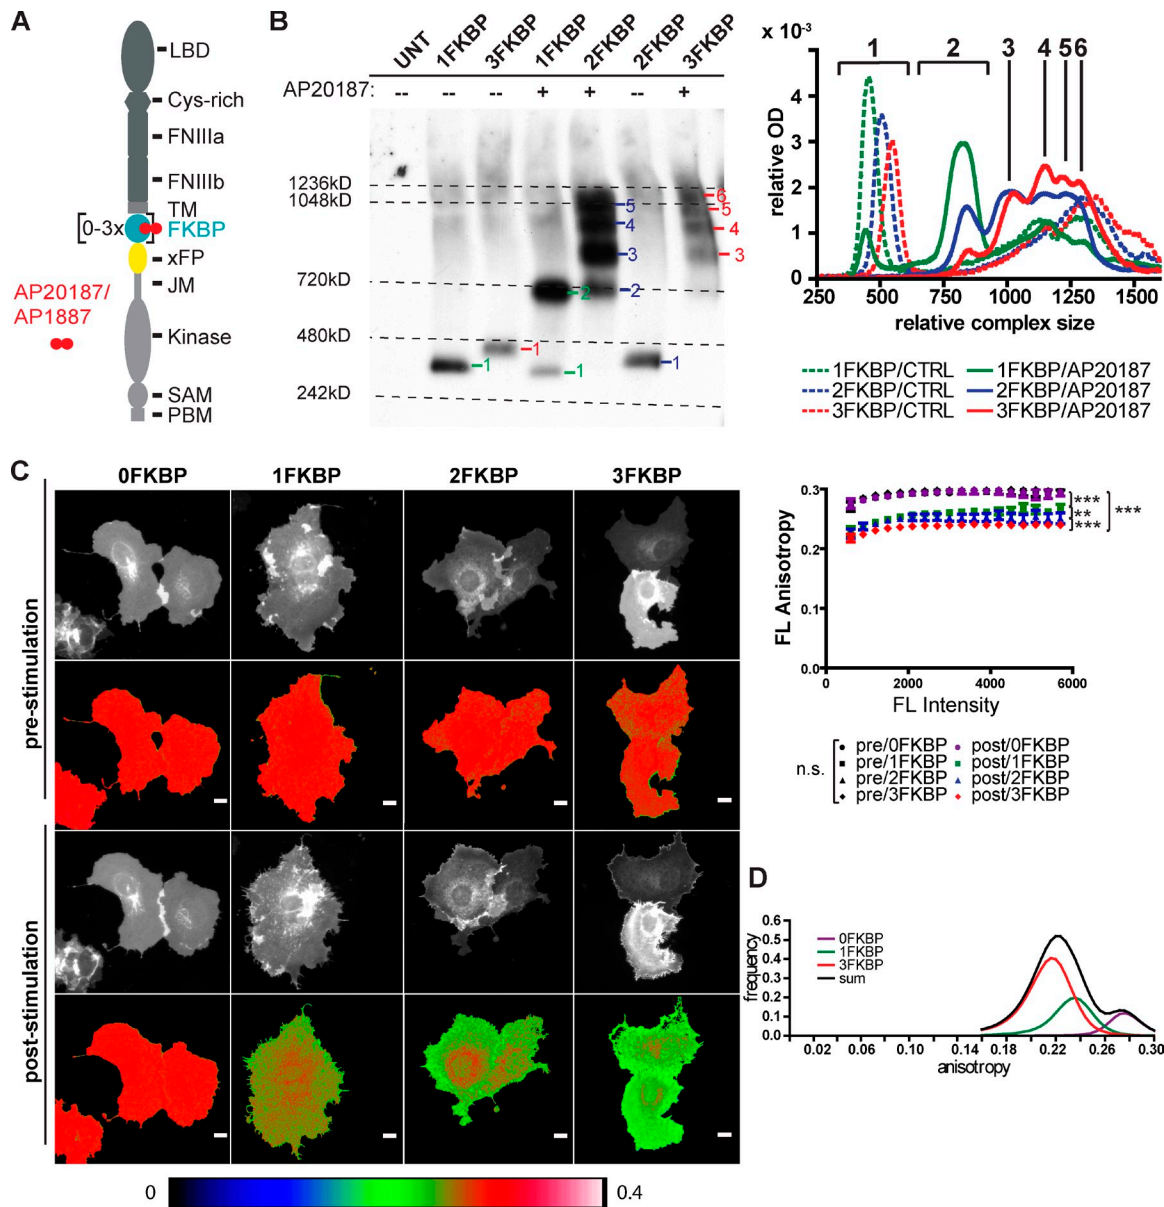 A
LBD
Cys-rich
FNIIIa
FNIIIb
TM
[0-3x]
FKBP
xFP
JM
AP20187/
AP1887
Kinase
SAM
PBM
B
UNT
1FKBP
3FKBP
1FKBP
2FKBP
2FKBP
3FKBP
AP20187: -- -- -- + + -- +
1236kD
1048kD
720kD
480kD
242kD
1
1
2
1
5
4
3
2
1
6
5
4
3
x 10-3
1 2 3 4 5 6
relative OD
4
3
2
1
0
250 500 750 1000 1250 1500
relative complex size
1FKBP/CTRL 1FKBP/AP20187
2FKBP/CTRL 2FKBP/AP20187
3FKBP/CTRL 3FKBP/AP20187
C
0FKBP 1FKBP 2FKBP 3FKBP
pre-stimulation
post-stimulation
0 0.4
FL Anisotropy
0.3
0.2
0.1
0.0
0 2000 4000 6000
FL Intensity
***
**
***
***
n.s.
pre/0FKBP post/0FKBP
pre/1FKBP post/1FKBP
pre/2FKBP post/2FKBP
pre/3FKBP post/3FKBP
D
frequency
0.6
0.5
0.4
0.3
0.2
0.1
0.0
0FKBP
1FKBP
3FKBP
sum
0.02 0.06 0.10 0.14 0.18 0.22 0.26 0.30
anisotropy